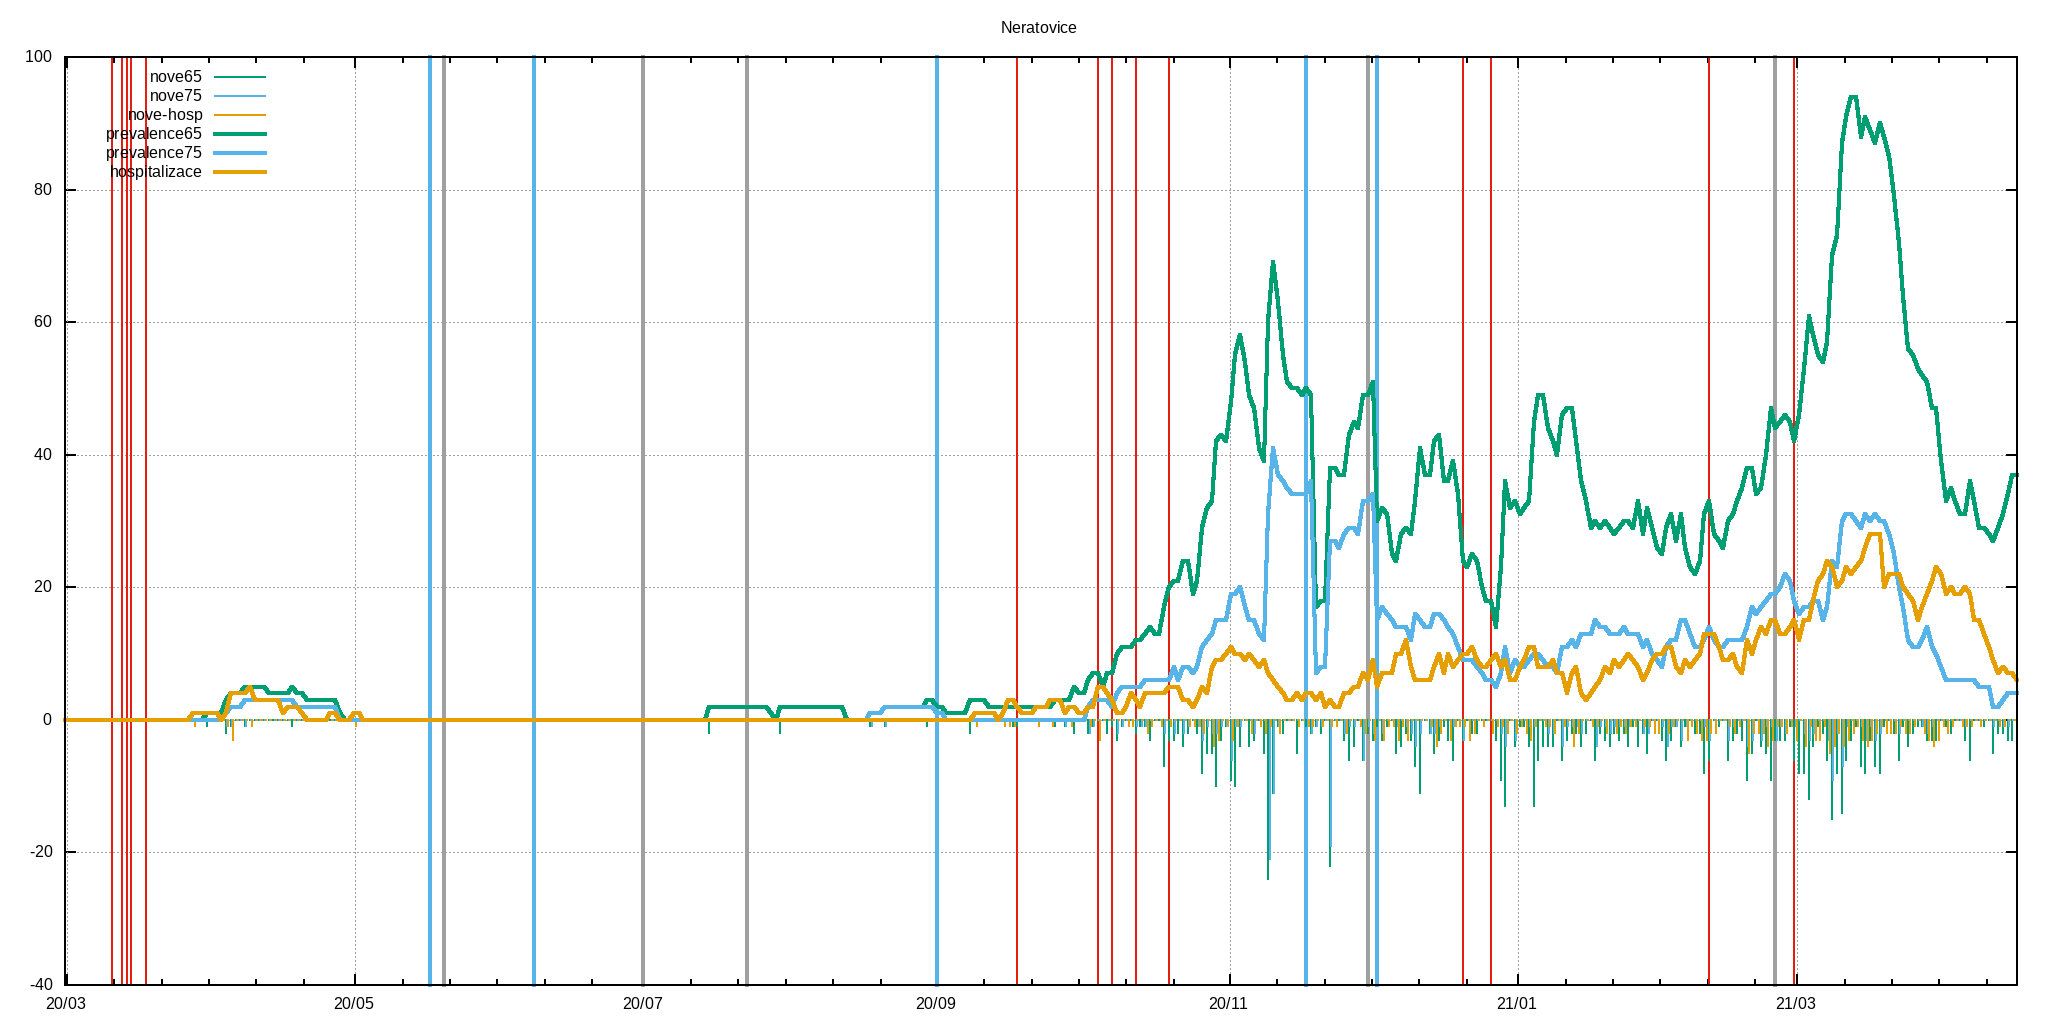 Neratovice
100
nove65
nove75
nove-hosp
prevalence65
prevalence75
hospitalizace
80
60
40
20
0
-20
-40
20/03 20/05 20/07 20/09 20/11 21/01 21/03